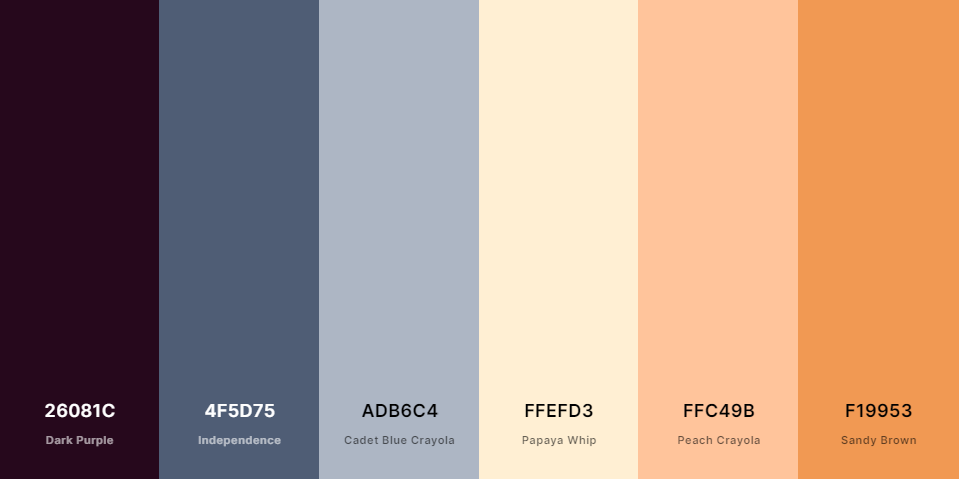 26081C
Dark Purple
4F5D75
Independence
ADB6C4
Cadet Blue Crayola
FFEFD3
Papaya Whip
FFC49B
Peach Crayola
F19953
Sandy Brown